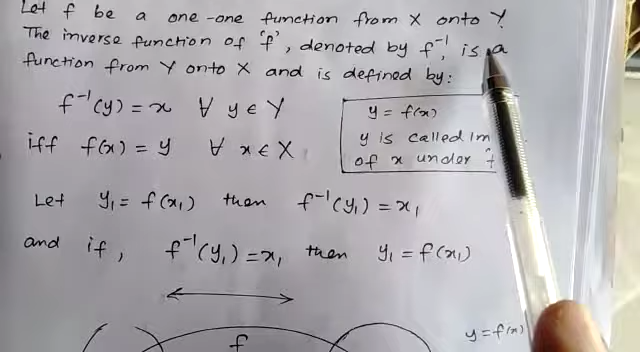 Let f be a one-one function from X onto Y.
The inverse function of 'f', denoted by f⁻¹, is a
function from Y onto X and is defined by:
f⁻¹(y) = x ∀ y ∈ Y
iff f(x) = y ∀ x ∈ X
y = f(x)
y is called im
of x under f
Let y₁ = f(x₁) then f⁻¹(y₁) = x₁
and if, f⁻¹(y₁) = x₁ then y₁ = f(x₁)
f
y = f(x)